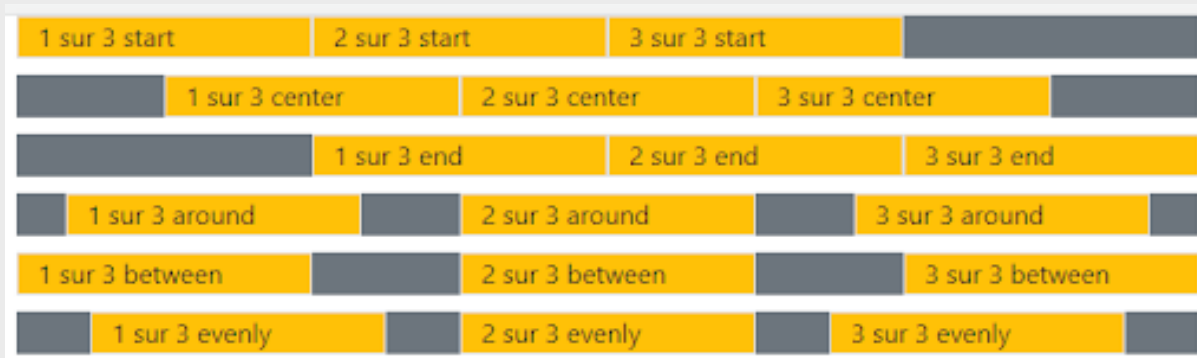 1 sur 3 start 2 sur 3 start 3 sur 3 start
1 sur 3 center 2 sur 3 center 3 sur 3 center
1 sur 3 end 2 sur 3 end 3 sur 3 end
1 sur 3 around 2 sur 3 around 3 sur 3 around
1 sur 3 between 2 sur 3 between 3 sur 3 between
1 sur 3 evenly 2 sur 3 evenly 3 sur 3 evenly